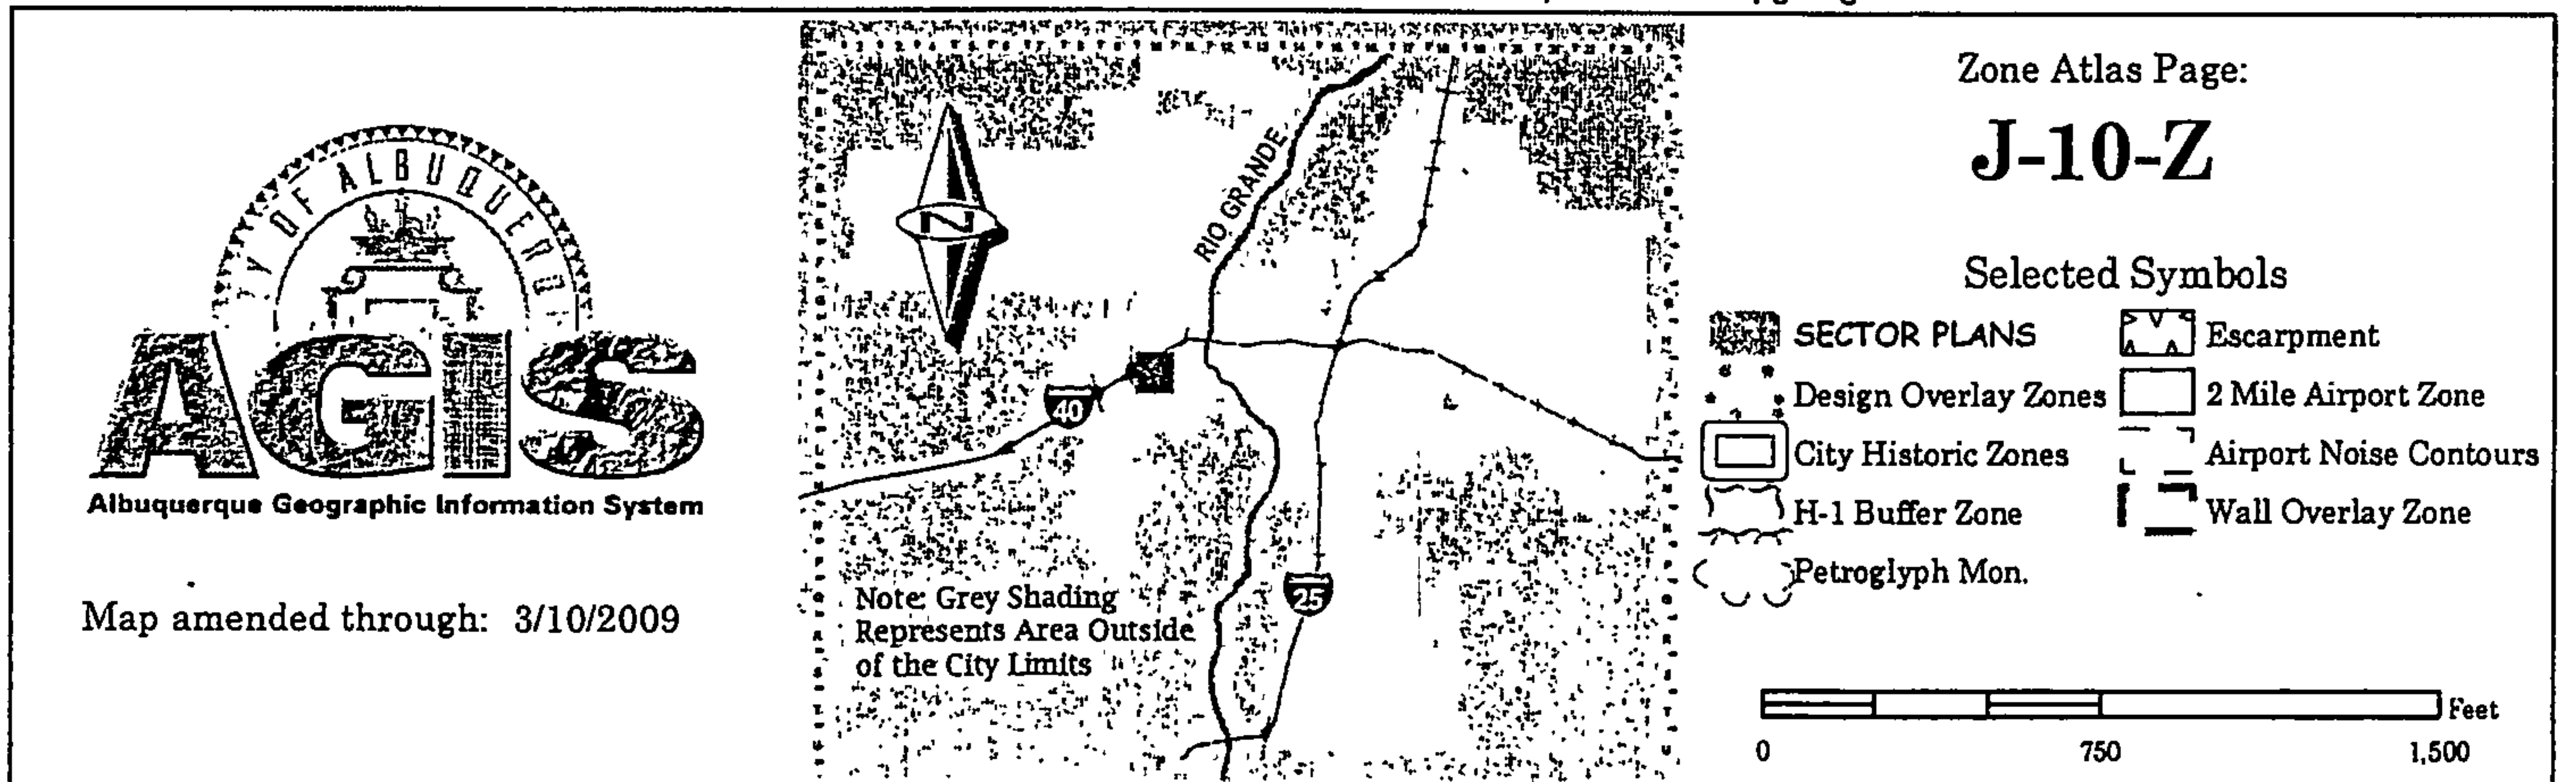 CITY OF ALBUQUERQUE
AGIS
Albuquerque Geographic Information System
Map amended through: 3/10/2009
N
RIO GRANDE
40
25
Note: Grey Shading
Represents Area Outside
of the City Limits
Zone Atlas Page:
J-10-Z
Selected Symbols
SECTOR PLANS
Design Overlay Zones
City Historic Zones
H-1 Buffer Zone
Petroglyph Mon.
Escarpment
2 Mile Airport Zone
Airport Noise Contours
Wall Overlay Zone
Feet
0 750 1,500